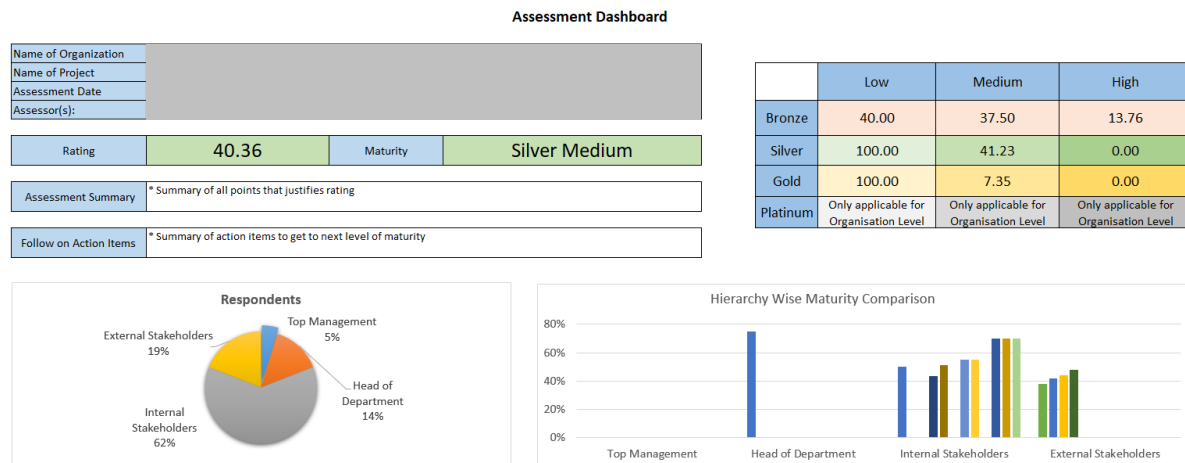 Assessment Dashboard
Name of Organization
Name of Project
Assessment Date
Assessor(s):
Rating 40.36 Maturity Silver Medium
Assessment Summary * Summary of all points that justifies rating
Follow on Action Items * Summary of action items to get to next level of maturity
Low Medium High
Bronze 40.00 37.50 13.76
Silver 100.00 41.23 0.00
Gold 100.00 7.35 0.00
Platinum Only applicable for Organisation Level Only applicable for Organisation Level Only applicable for Organisation Level
Respondents
Top Management
5%
External Stakeholders
19%
Head of
Department
14%
Internal
Stakeholders
62%
Hierarchy Wise Maturity Comparison
80%
60%
40%
20%
0%
Top Management Head of Department Internal Stakeholders External Stakeholders